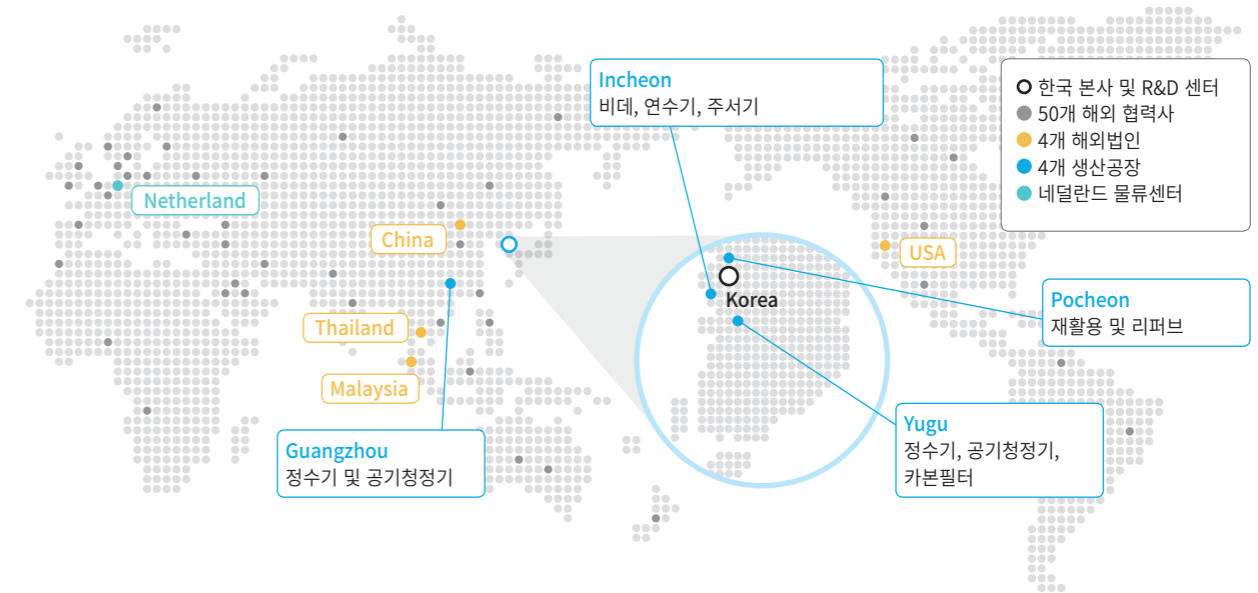 Incheon
비데, 연수기, 주서기
한국 본사 및 R&D 센터
50개 해외 협력사
4개 해외법인
4개 생산공장
네덜란드 물류센터
Netherland
China
USA
Korea
Pocheon
재활용 및 리퍼브
Thailand
Malaysia
Guangzhou
정수기 및 공기청정기
Yugu
정수기, 공기청정기,
카본필터